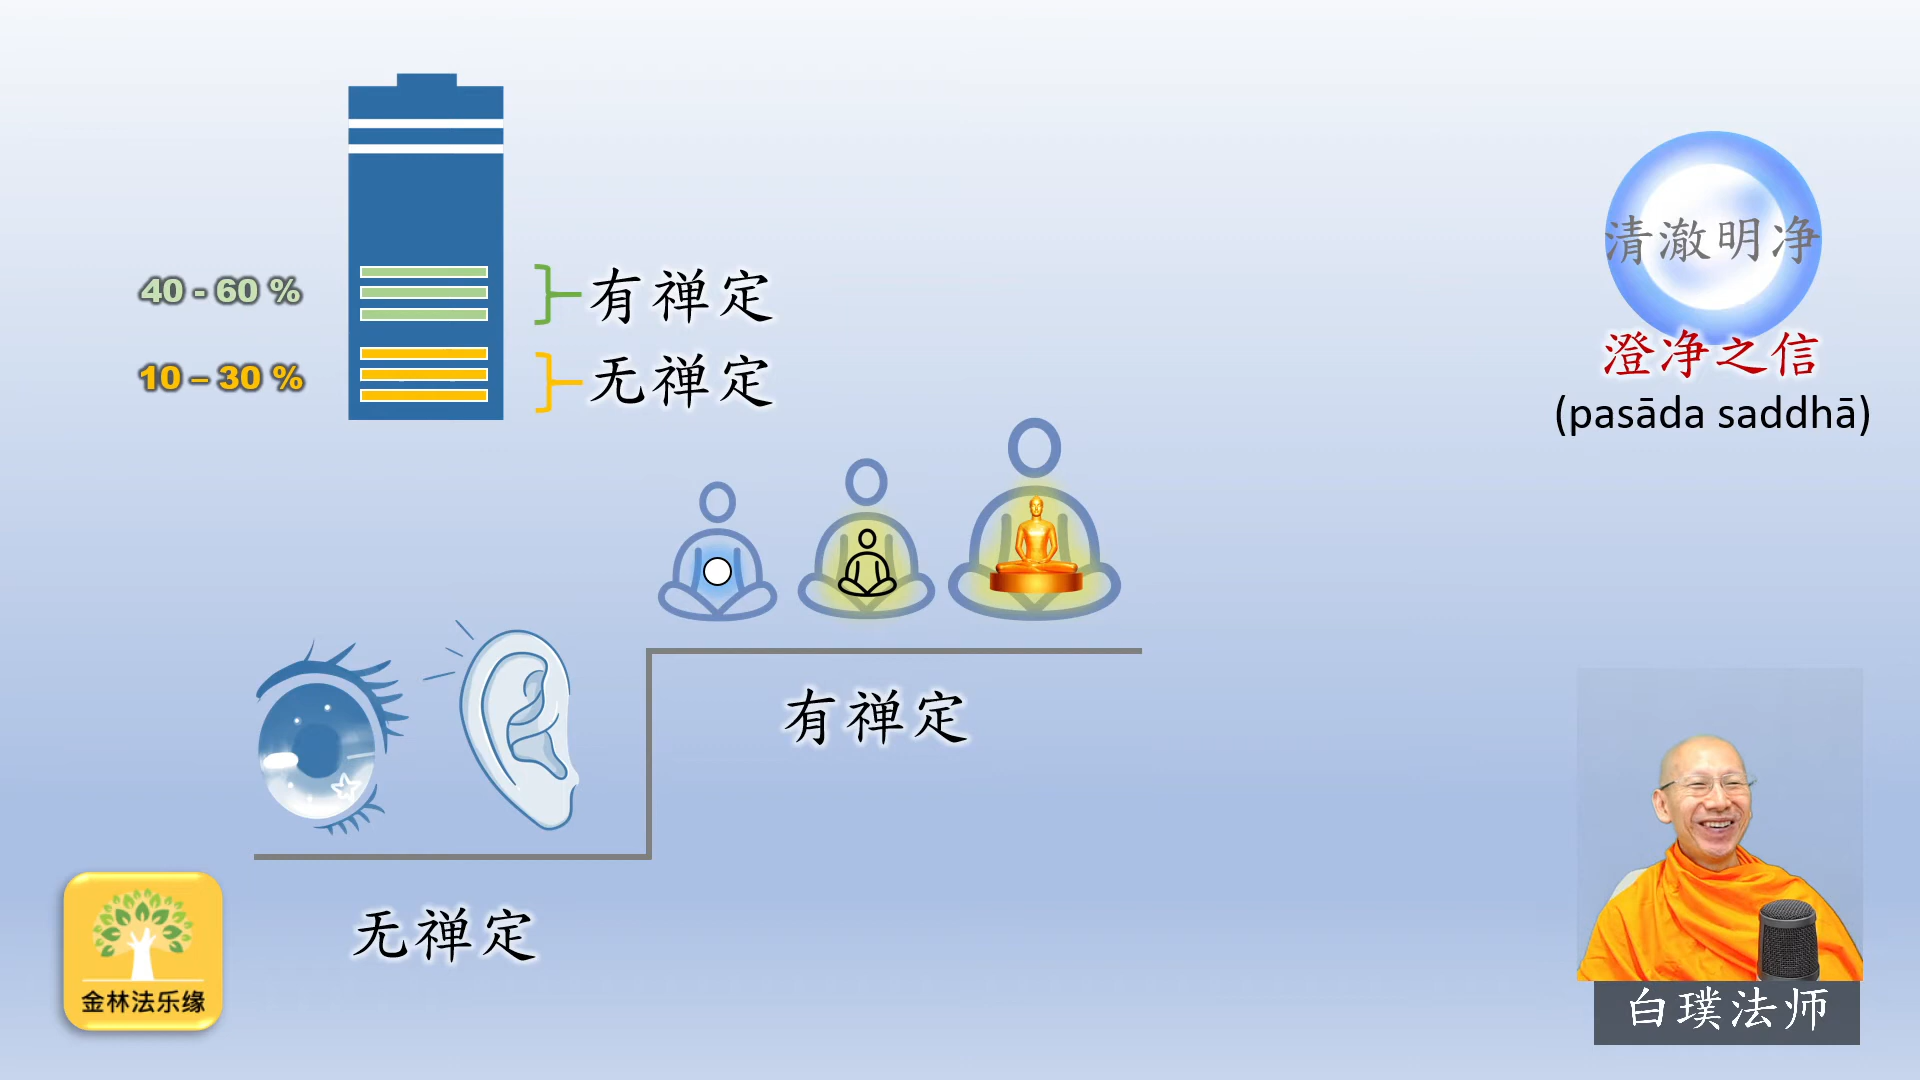 40 - 60 %
有禅定
10 – 30 %
无禅定
清澈明净
澄净之信
(pasāda saddhā)
有禅定
无禅定
金林法乐缘
白璞法师